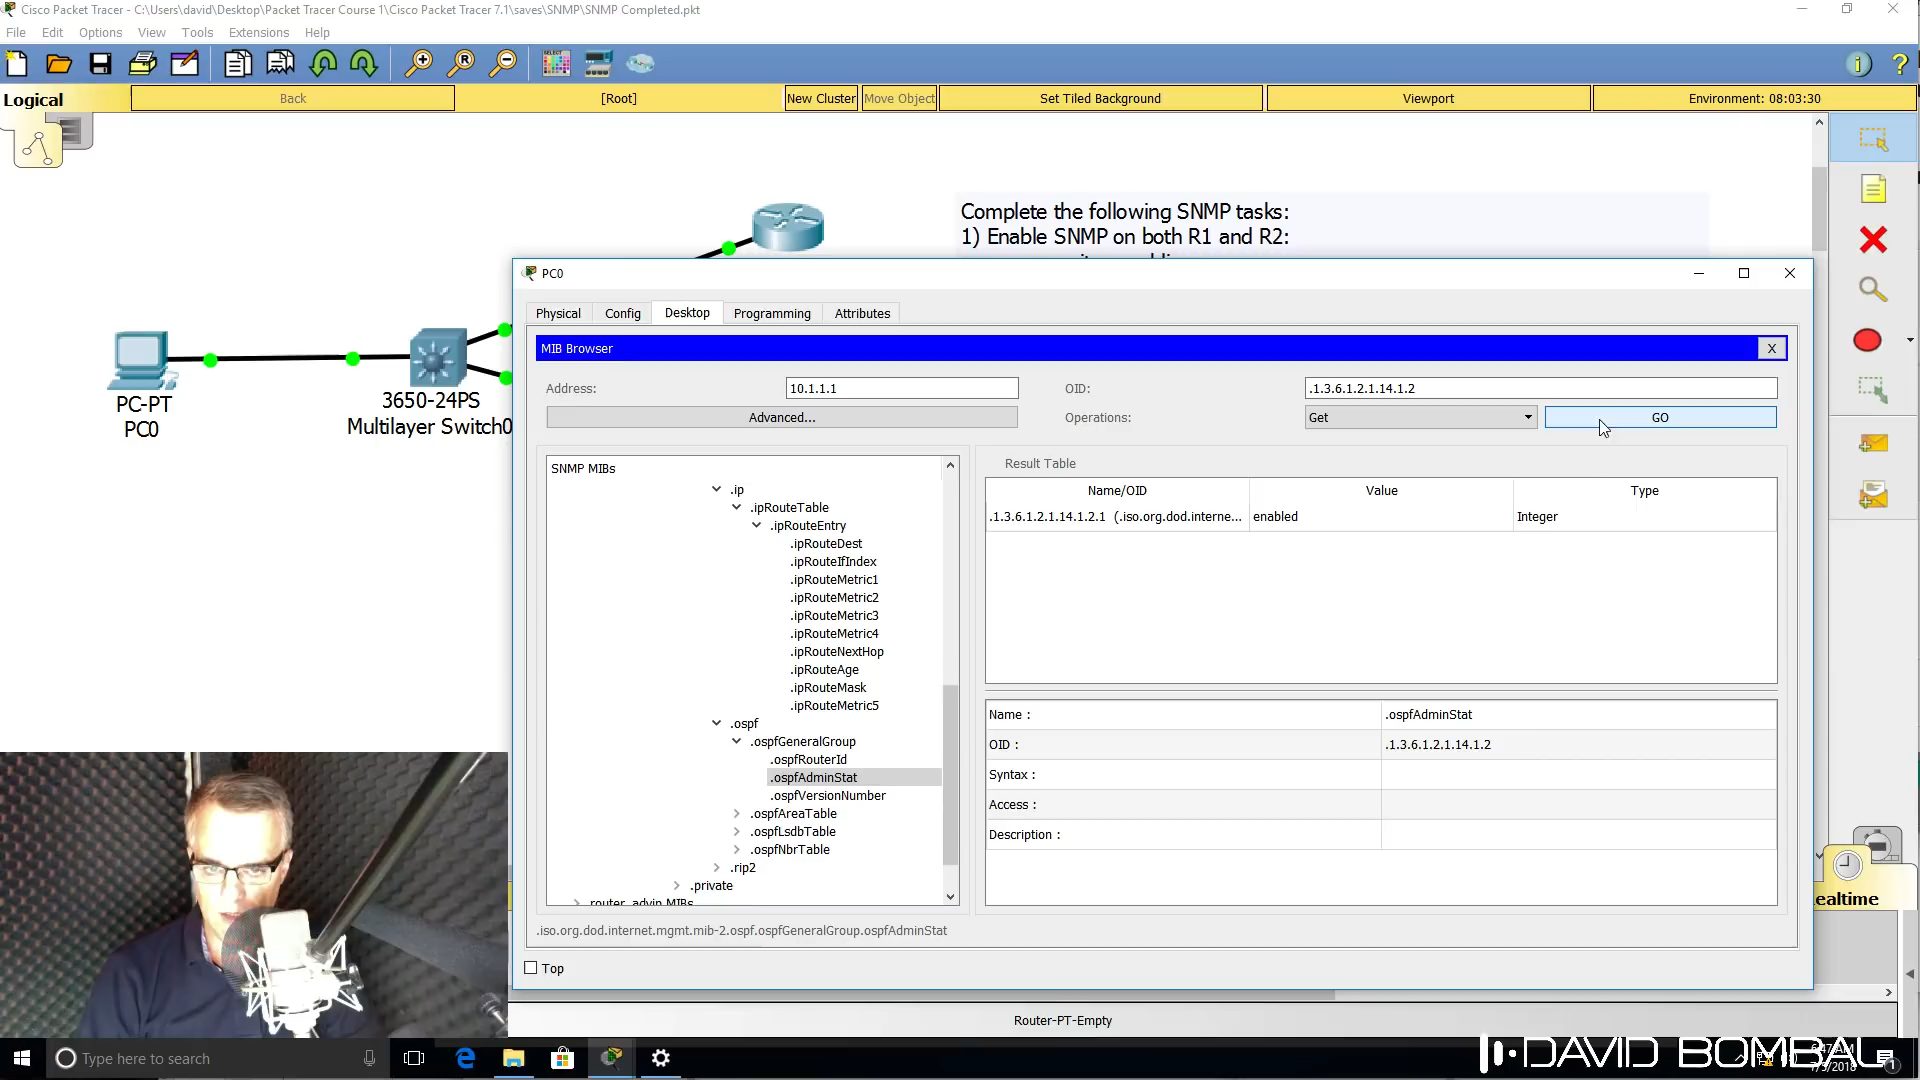 Cisco Packet Tracer - C:\Users\david\Desktop\Packet Tracer Course 1\Cisco Packet Tracer 7.1\saves\SNMP\SNMP Completed.pkt
File Edit Options View Tools Extensions Help
Logical Back [Root] New Cluster Move Object Set Tiled Background Viewport Environment: 08:03:30
Complete the following SNMP tasks:
1) Enable SNMP on both R1 and R2:
PC-PT
PC0
3650-24PS
Multilayer Switch0
PC0
Physical Config Desktop Programming Attributes
MIB Browser X
Address: 10.1.1.1 OID: .1.3.6.1.2.1.14.1.2
Advanced... Operations: Get GO
SNMP MIBs
.ip
.ipRouteTable
.ipRouteEntry
.ipRouteDest
.ipRouteIfIndex
.ipRouteMetric1
.ipRouteMetric2
.ipRouteMetric3
.ipRouteMetric4
.ipRouteNextHop
.ipRouteAge
.ipRouteMask
.ipRouteMetric5
.ospf
.ospfGeneralGroup
.ospfRouterId
.ospfAdminStat
.ospfVersionNumber
.ospfAreaTable
.ospfLsdbTable
.ospfNbrTable
.rip2
.private
router_advip MIBs
Result Table
Name/OID Value Type
.1.3.6.1.2.1.14.1.2.1 (.iso.org.dod.interne... enabled Integer
Name : .ospfAdminStat
OID : .1.3.6.1.2.1.14.1.2
Syntax :
Access :
Description :
.iso.org.dod.internet.mgmt.mib-2.ospf.ospfGeneralGroup.ospfAdminStat
Top
ealtime
Router-PT-Empty
Type here to search
DAVID BOMBAL